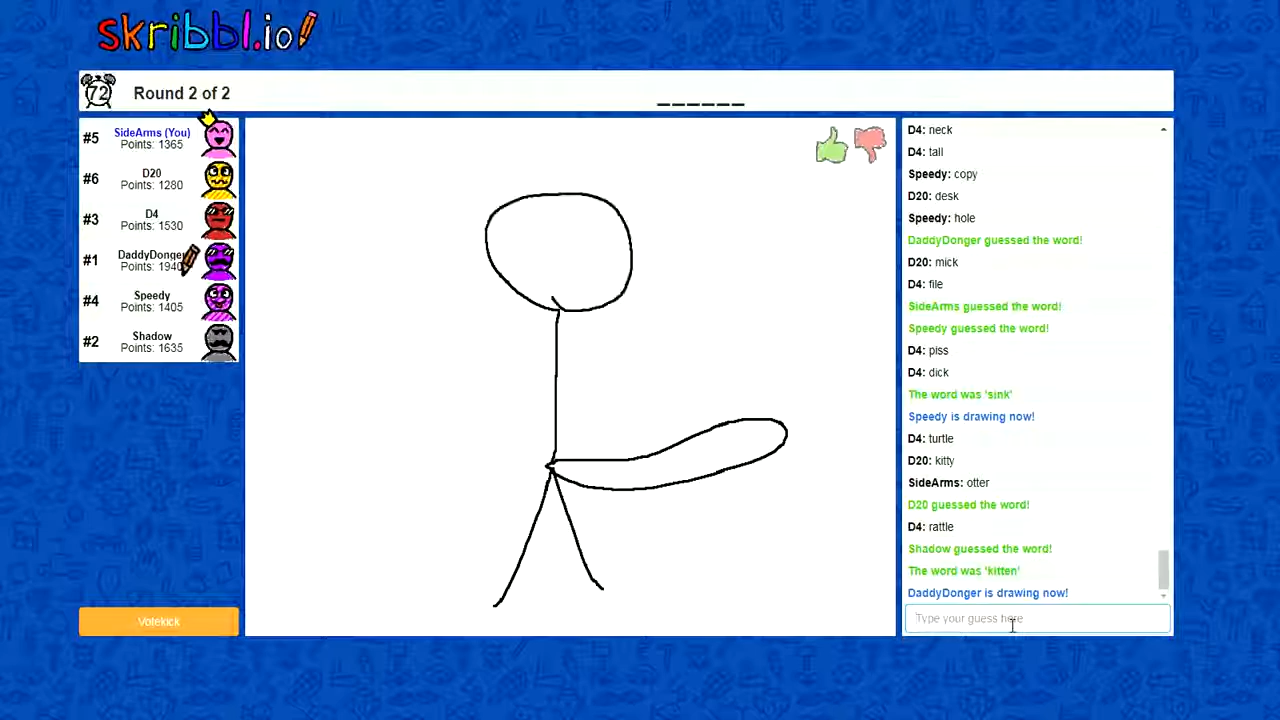 skribbl.io
72
Round 2 of 2
______
#5
SideArms (You)
Points: 1365
#6
D20
Points: 1280
#3
D4
Points: 1530
#1
DaddyDonger
Points: 1940
#4
Speedy
Points: 1405
#2
Shadow
Points: 1635
Votekick
D4: neck
D4: tall
Speedy: copy
D20: desk
Speedy: hole
DaddyDonger guessed the word!
D20: mick
D4: file
SideArms guessed the word!
Speedy guessed the word!
D4: piss
D4: dick
The word was 'sink'
Speedy is drawing now!
D4: turtle
D20: kitty
SideArms: otter
D20 guessed the word!
D4: rattle
Shadow guessed the word!
The word was 'kitten'
DaddyDonger is drawing now!
Type your guess here